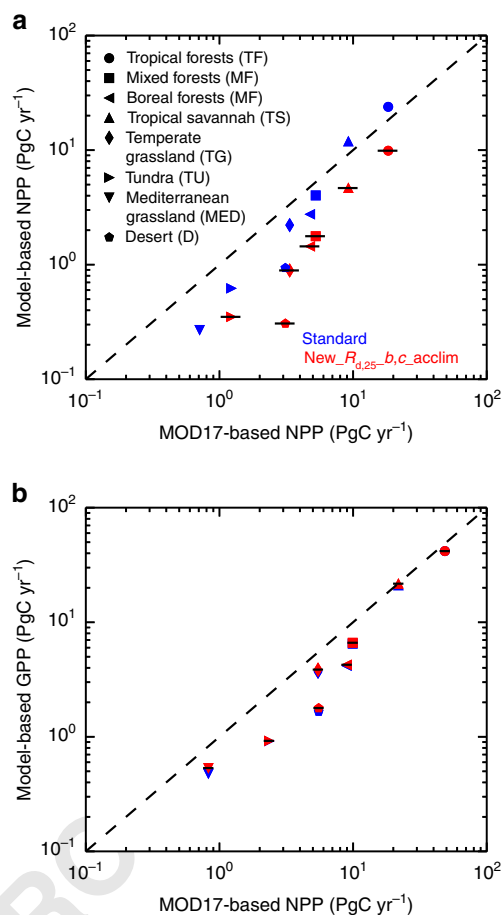 a
10²
10¹
10⁰
10⁻¹
Model-based NPP (PgC yr⁻¹)
Tropical forests (TF)
Mixed forests (MF)
Boreal forests (MF)
Tropical savannah (TS)
Temperate
grassland (TG)
Tundra (TU)
Mediterranean
grassland (MED)
Desert (D)
Standard
New_R_d,25_b,c_acclim
10⁻¹ 10⁰ 10¹ 10²
MOD17-based NPP (PgC yr⁻¹)
b
10²
10¹
10⁰
10⁻¹
Model-based GPP (PgC yr⁻¹)
10⁻¹ 10⁰ 10¹ 10²
MOD17-based NPP (PgC yr⁻¹)